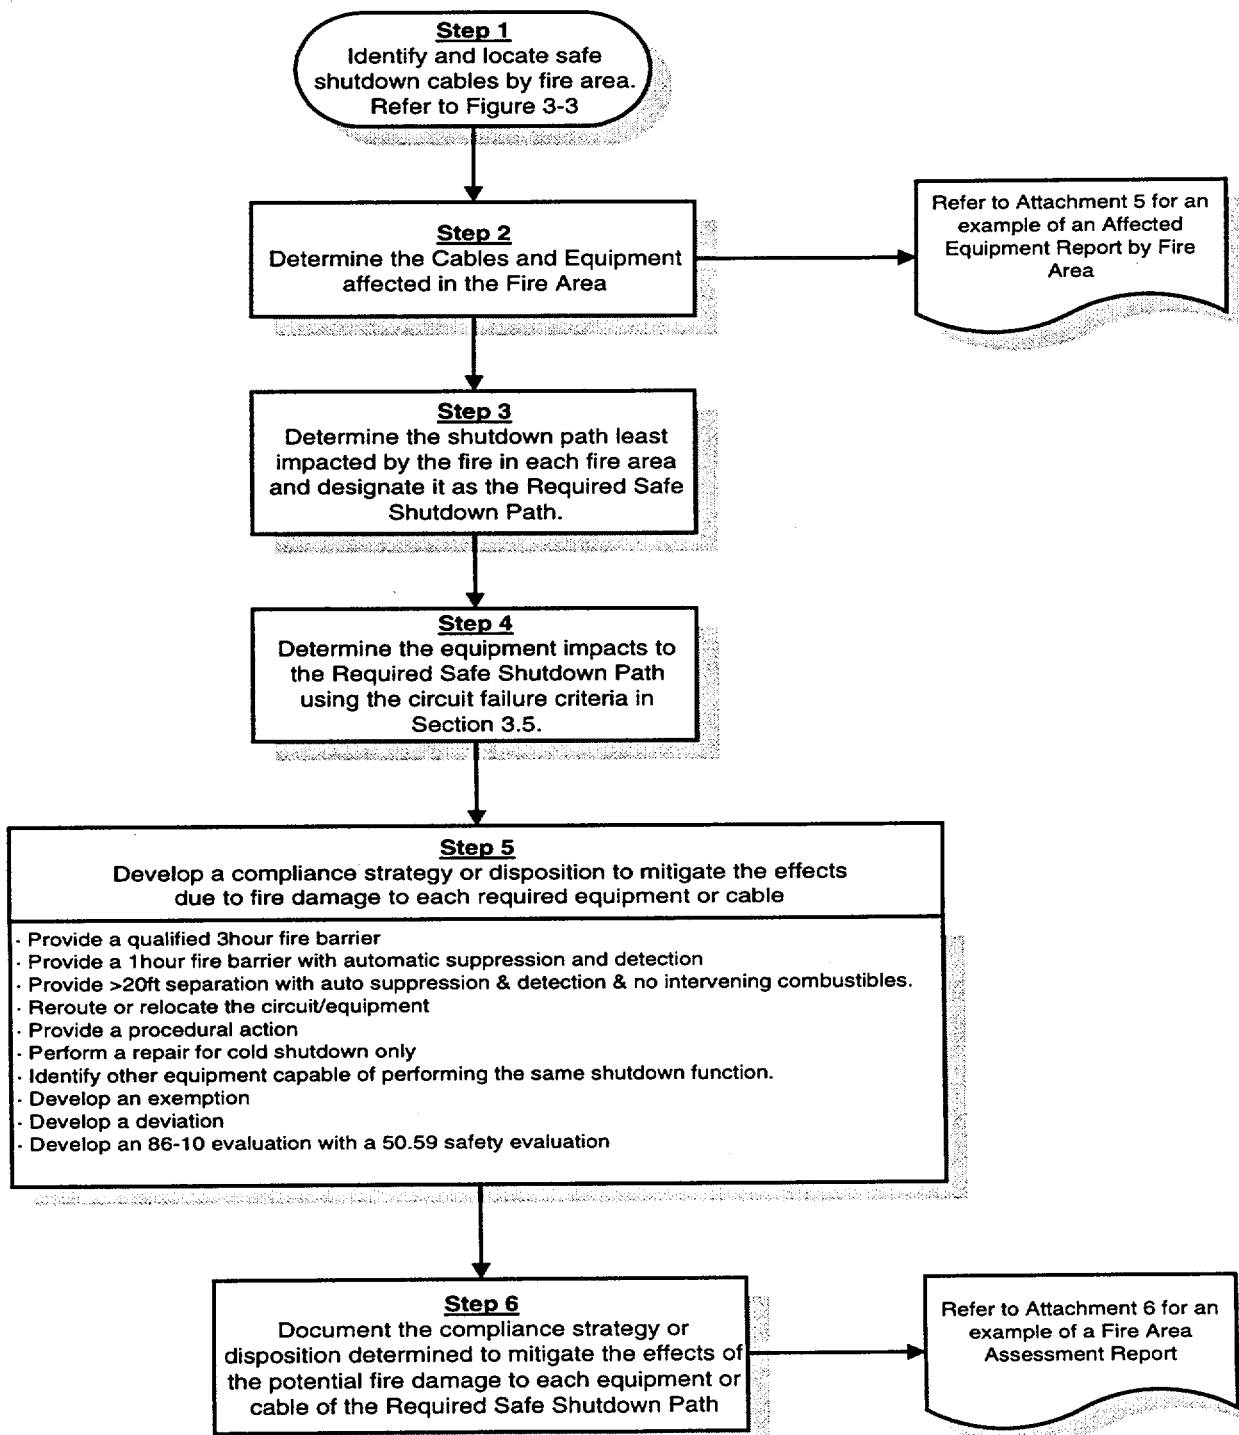 Step 1
Identify and locate safe
shutdown cables by fire area.
Refer to Figure 3-3
Step 2
Determine the Cables and Equipment
affected in the Fire Area
Refer to Attachment 5 for an
example of an Affected
Equipment Report by Fire
Area
Step 3
Determine the shutdown path least
impacted by the fire in each fire area
and designate it as the Required Safe
Shutdown Path.
Step 4
Determine the equipment impacts to
the Required Safe Shutdown Path
using the circuit failure criteria in
Section 3.5.
Step 5
Develop a compliance strategy or disposition to mitigate the effects
due to fire damage to each required equipment or cable
· Provide a qualified 3hour fire barrier
· Provide a 1hour fire barrier with automatic suppression and detection
· Provide >20ft separation with auto suppression & detection & no intervening combustibles.
· Reroute or relocate the circuit/equipment
· Provide a procedural action
· Perform a repair for cold shutdown only
· Identify other equipment capable of performing the same shutdown function.
· Develop an exemption
· Develop a deviation
· Develop an 86-10 evaluation with a 50.59 safety evaluation
Step 6
Document the compliance strategy or
disposition determined to mitigate the effects of
the potential fire damage to each equipment or
cable of the Required Safe Shutdown Path
Refer to Attachment 6 for an
example of a Fire Area
Assessment Report